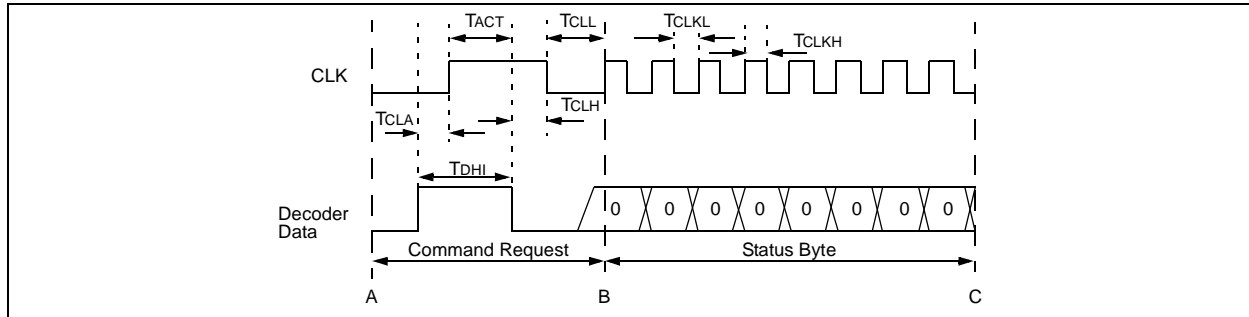 TACT TCLL TCLKL
TCLKH
CLK
TCLH
TCLA
TDHI
0 0 0 0 0 0 0 0
Decoder
Data
Command Request Status Byte
A B C